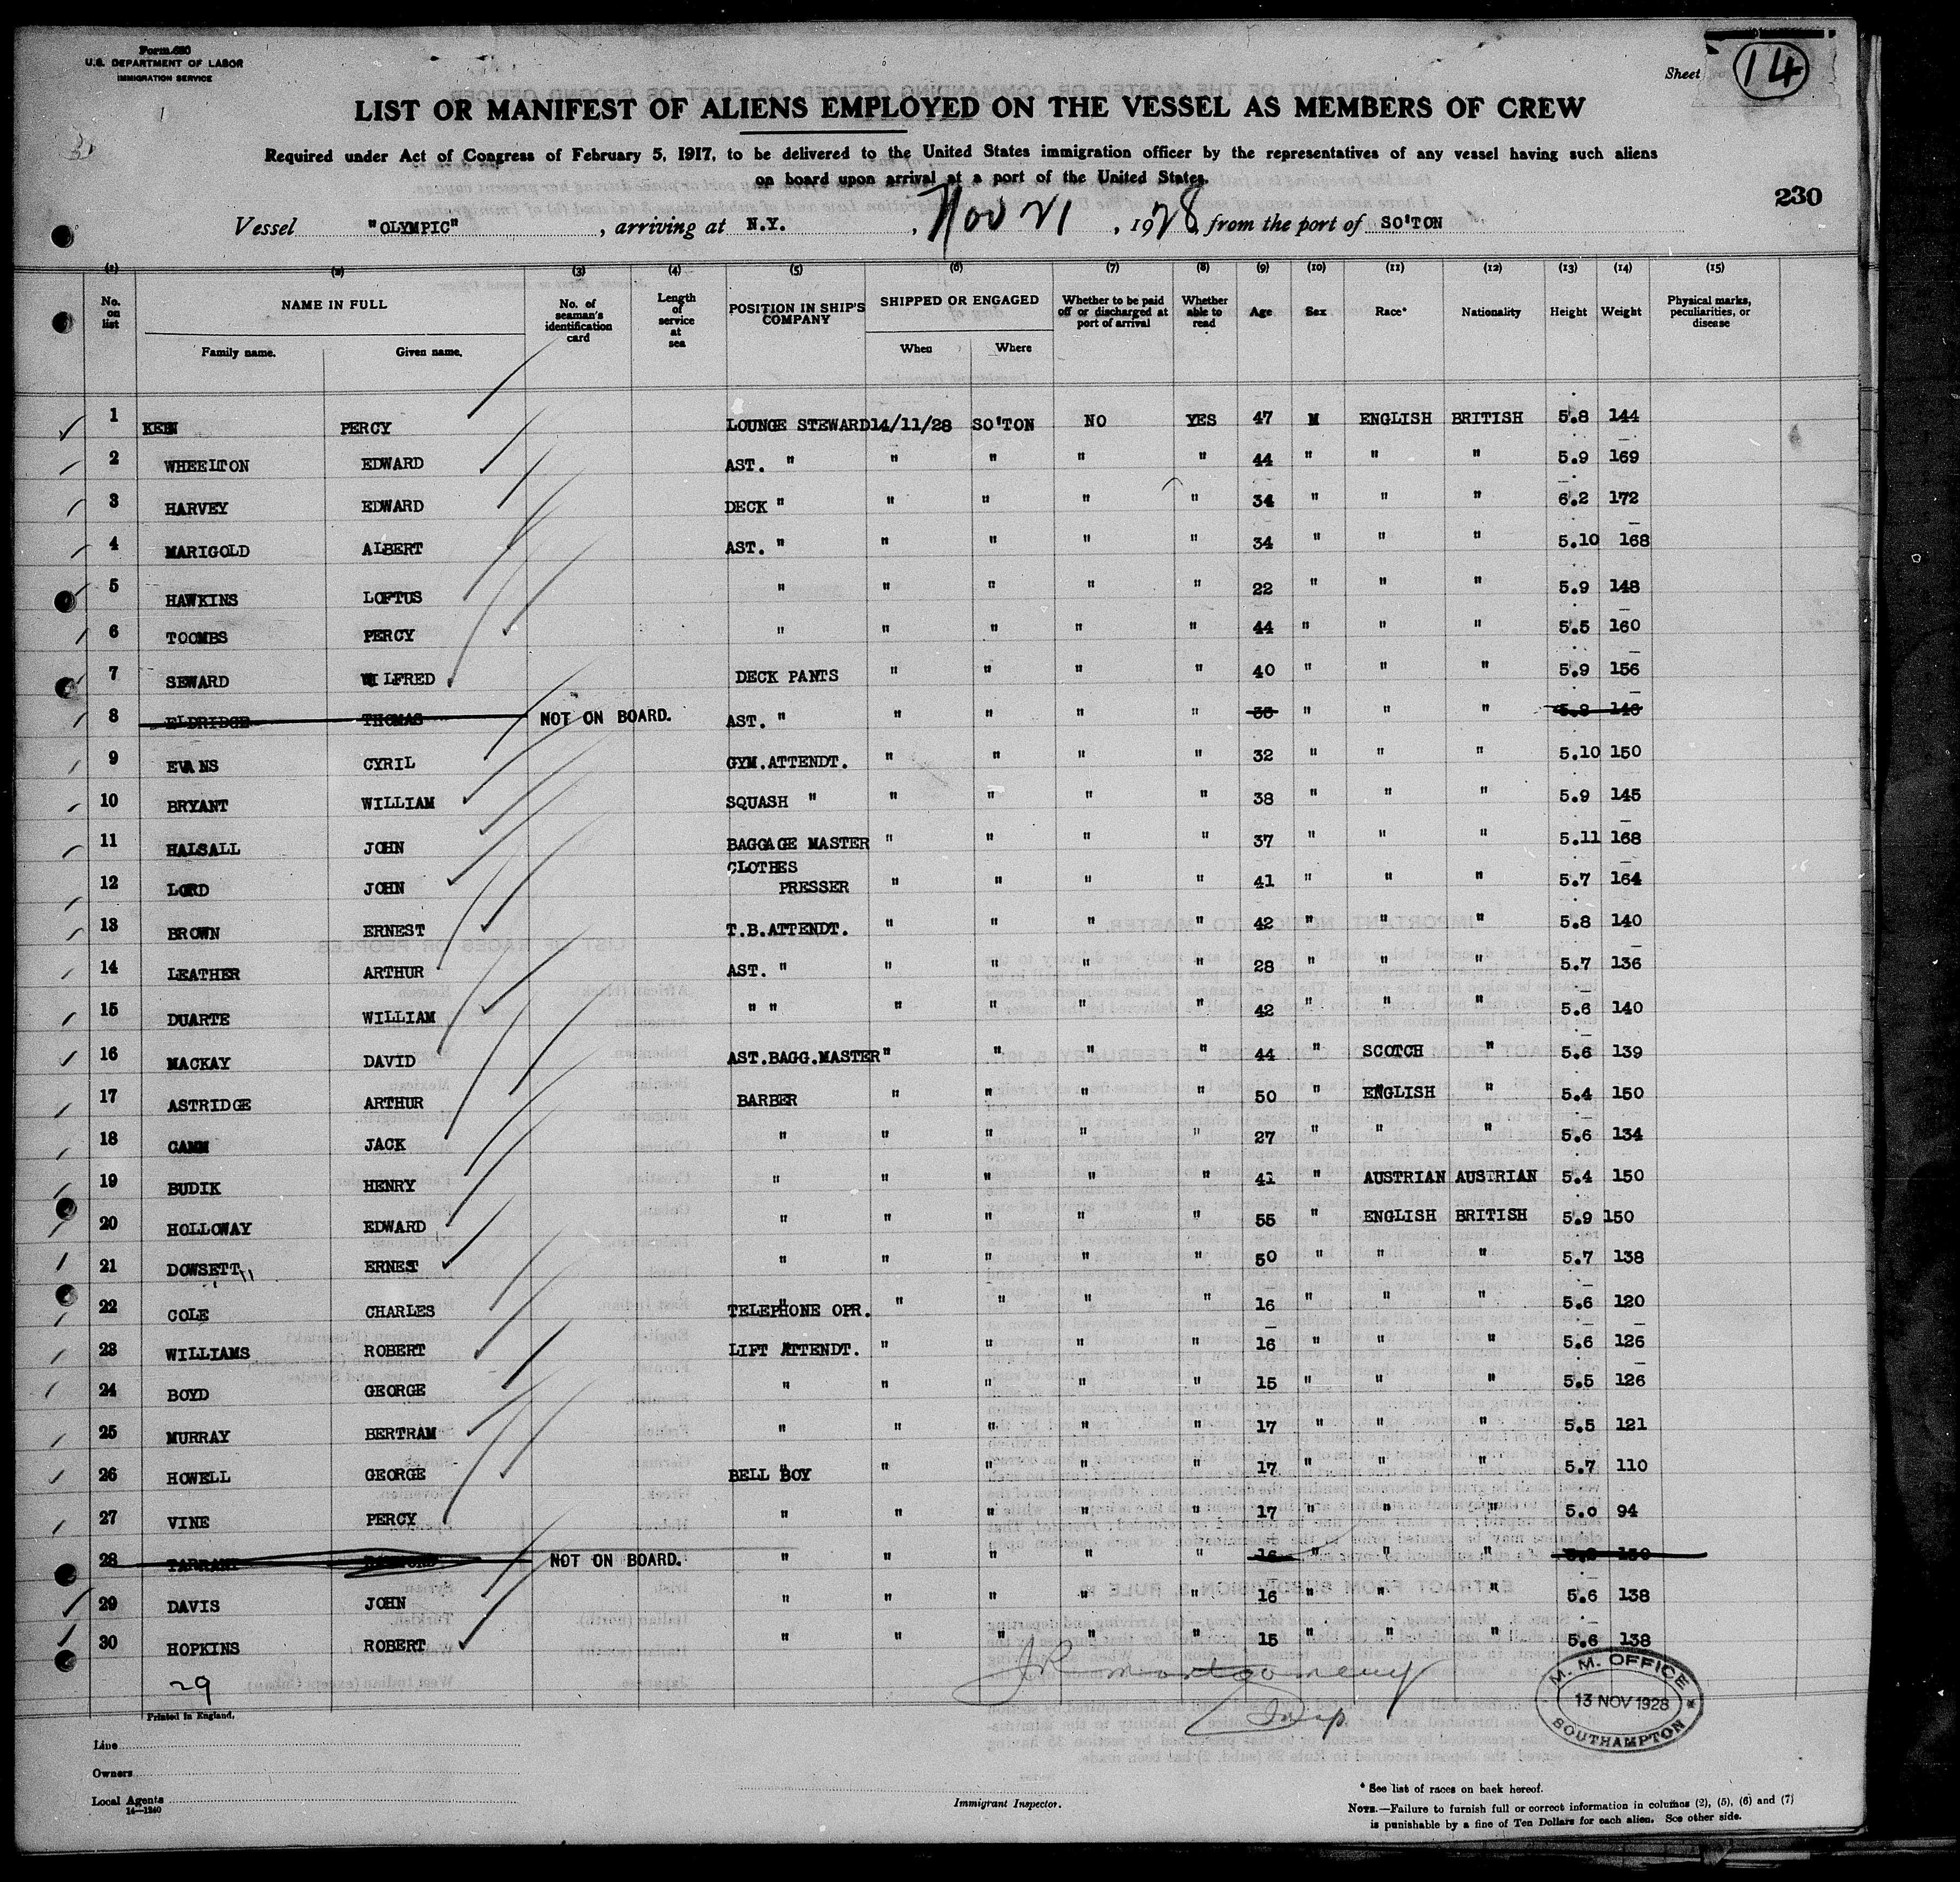 Form 680
U.S. DEPARTMENT OF LABOR
IMMIGRATION SERVICE
Sheet 14
LIST OR MANIFEST OF ALIENS EMPLOYED ON THE VESSEL AS MEMBERS OF CREW
Required under Act of Congress of February 5, 1917, to be delivered to the United States immigration officer by the representatives of any vessel having such aliens
on board upon arrival at a port of the United States.
230
Vessel "OLYMPIC", arriving at N.Y., Nov 21, 1928, from the port of SO'TON
(1) (2) (3) (4) (5) (6) (7) (8) (9) (10) (11) (12) (13) (14) (15)
No. on list NAME IN FULL No. of seaman's identification card Length of service at sea POSITION IN SHIP'S COMPANY SHIPPED OR ENGAGED Whether to be paid off or discharged at port of arrival Whether able to read Age Sex Race* Nationality Height Weight Physical marks, peculiarities, or disease
Family name. Given name. When Where
1 KEEN PERCY LOUNGE STEWARD 14/11/28 SO'TON NO YES 47 M ENGLISH BRITISH 5.8 144
2 WHEELTON EDWARD AST. " " " " " 44 " " " 5.9 169
3 HARVEY EDWARD DECK " " " " " 34 " " " 6.2 172
4 MARIGOLD ALBERT AST. " " " " " 34 " " " 5.10 168
5 HAWKINS LOFTUS " " " " " 22 " " " 5.9 148
6 TOOMBS PERCY " " " " " 44 " " " 5.5 160
7 SEWARD WILFRED DECK PANTS " " " " 40 " " " 5.9 156
8 ELDRIDGE THOMAS NOT ON BOARD. AST. " " " " " " " "
9 EVANS CYRIL GYM.ATTENDT. " " " " 32 " " " 5.10 150
10 BRYANT WILLIAM SQUASH " " " " " 38 " " " 5.9 145
11 HALSALL JOHN BAGGAGE MASTER " " " " 37 " " " 5.11 168
12 LORD JOHN CLOTHES PRESSER " " " " 41 " " " 5.7 164
13 BROWN ERNEST T.B.ATTENDT. " " " " 42 " " " 5.8 140
14 LEATHER ARTHUR AST. " " " " " 28 " " " 5.7 136
15 DUARTE WILLIAM " " " " " " 42 " " " 5.6 140
16 MACKAY DAVID AST.BAGG.MASTER " " " " 44 " SCOTCH " 5.6 139
17 ASTRIDGE ARTHUR BARBER " " " " 50 " ENGLISH " 5.4 150
18 CAMM JACK " " " " " 27 " " " 5.6 134
19 BUDIK HENRY " " " " " 41 " AUSTRIAN AUSTRIAN 5.4 150
20 HOLLOWAY EDWARD " " " " " 55 " ENGLISH BRITISH 5.9 150
21 DOWSETT ERNEST " " " " " 50 " " " 5.7 138
22 COLE CHARLES TELEPHONE OPR. " " " " 16 " " " 5.6 120
23 WILLIAMS ROBERT LIFT ATTENDT. " " " " 16 " " " 5.6 126
24 BOYD GEORGE " " " " " 15 " " " 5.5 126
25 MURRAY BERTRAM " " " " " 17 " " " 5.5 121
26 HOWELL GEORGE BELL BOY " " " " 17 " " " 5.7 110
27 VINE PERCY " " " " " 17 " " " 5.0 94
28 TARRANT NOT ON BOARD. " " " " " 16 " " "
29 DAVIS JOHN " " " " " 16 " " " 5.6 138
30 HOPKINS ROBERT " " " " " 15 " " " 5.6 138
29
Printed in England.
M. M. OFFICE
13 NOV 1928
SOUTHAMPTON
Line
Owners
Local Agents
14—1240
Immigrant Inspector.
* See list of races on back hereof.
NOTE.—Failure to furnish full or correct information in columns (2), (5), (6) and (7)
is punishable by a fine of Ten Dollars for each alien. See other side.